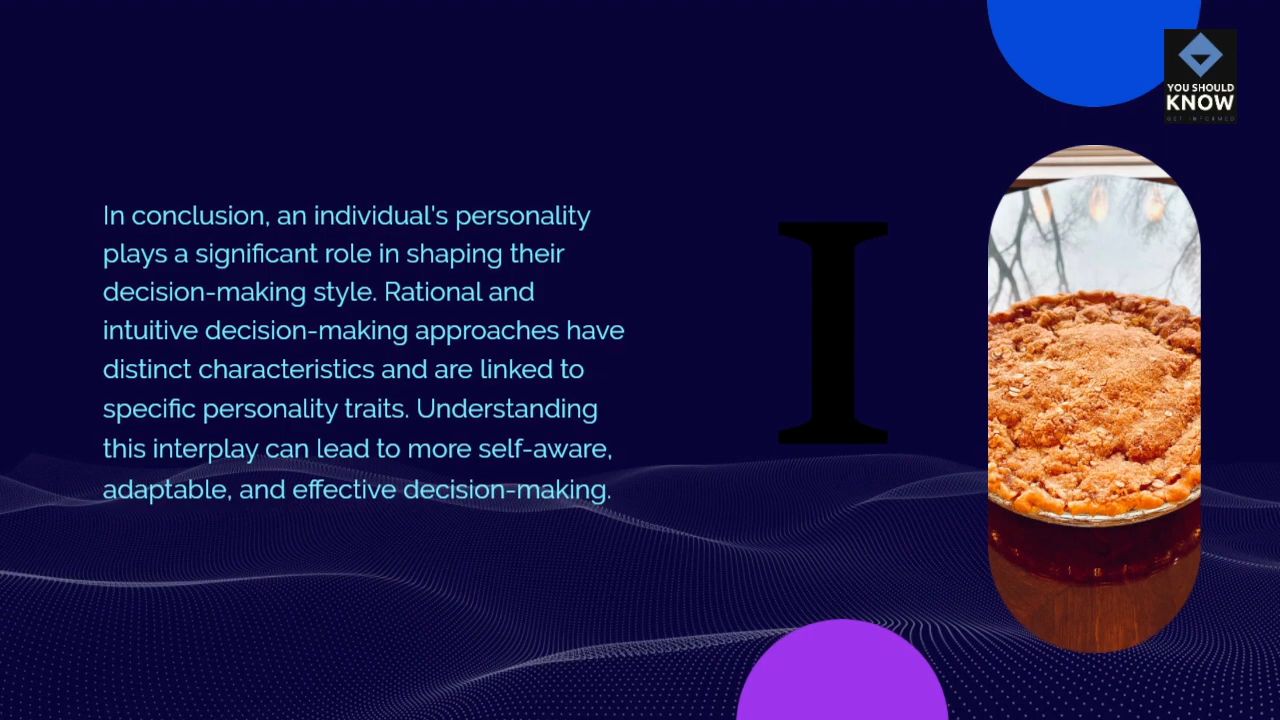 In conclusion, an individual's personality
plays a significant role in shaping their
decision-making style. Rational and
intuitive decision-making approaches have
distinct characteristics and are linked to
specific personality traits. Understanding
this interplay can lead to more self-aware,
adaptable, and effective decision-making.
I
YOU SHOULD
KNOW
GET INFORMED